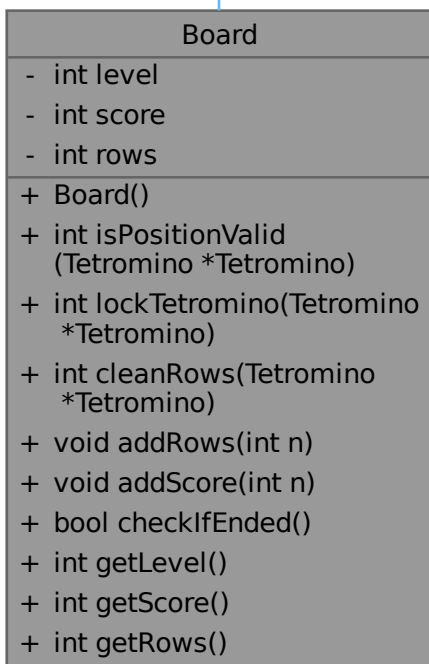 Board
- int level
- int score
- int rows
+ Board()
+ int isPositionValid
(Tetromino *Tetromino)
+ int lockTetromino(Tetromino
*Tetromino)
+ int cleanRows(Tetromino
*Tetromino)
+ void addRows(int n)
+ void addScore(int n)
+ bool checkIfEnded()
+ int getLevel()
+ int getScore()
+ int getRows()